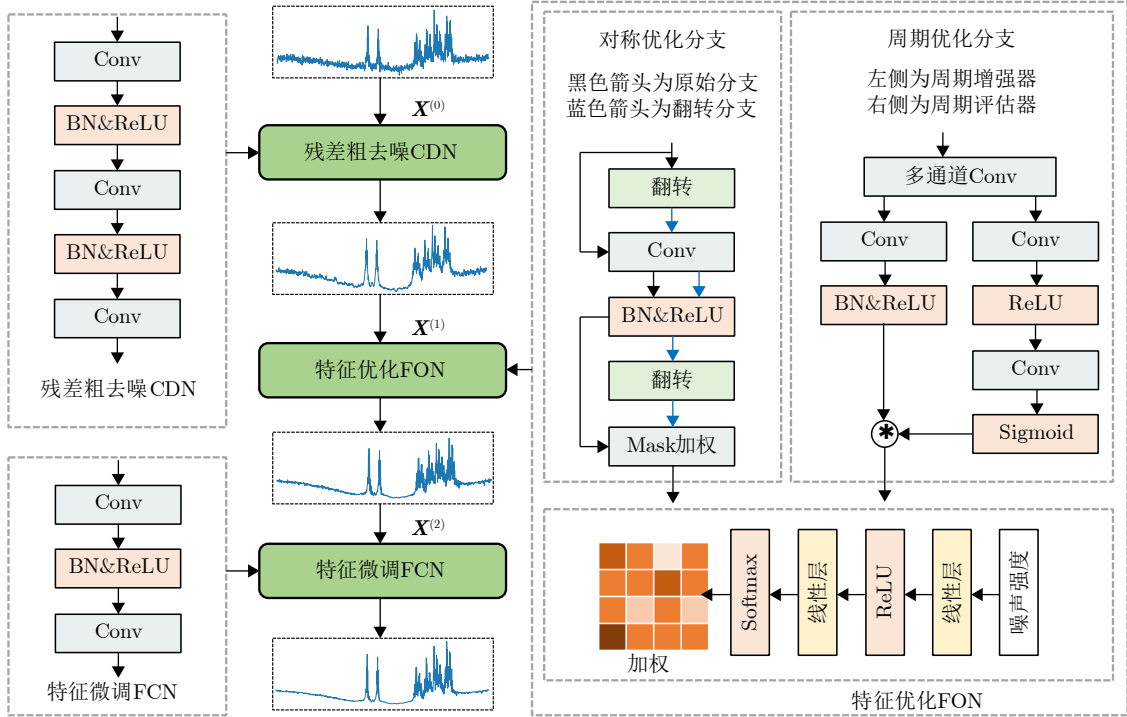 Conv
BN&ReLU
Conv
BN&ReLU
Conv
残差粗去噪CDN
Conv
BN&ReLU
Conv
特征微调FCN
X(0)
残差粗去噪CDN
X(1)
特征优化FON
X(2)
特征微调FCN
对称优化分支
黑色箭头为原始分支
蓝色箭头为翻转分支
翻转
Conv
BN&ReLU
翻转
Mask加权
周期优化分支
左侧为周期增强器
右侧为周期评估器
多通道Conv
Conv
Conv
BN&ReLU
ReLU
Conv
Sigmoid
*
加权
Softmax
线性层
ReLU
线性层
噪声强度
特征优化FON